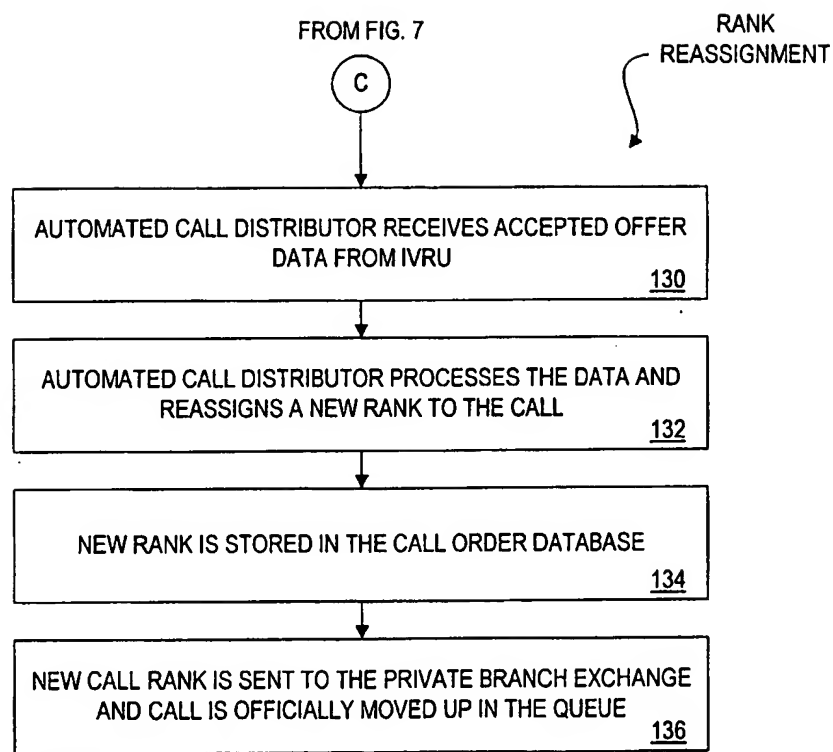 FROM FIG. 7
RANK
REASSIGNMENT
C
AUTOMATED CALL DISTRIBUTOR RECEIVES ACCEPTED OFFER
DATA FROM IVRU
130
AUTOMATED CALL DISTRIBUTOR PROCESSES THE DATA AND
REASSIGNS A NEW RANK TO THE CALL
132
NEW RANK IS STORED IN THE CALL ORDER DATABASE
134
NEW CALL RANK IS SENT TO THE PRIVATE BRANCH EXCHANGE
AND CALL IS OFFICIALLY MOVED UP IN THE QUEUE
136